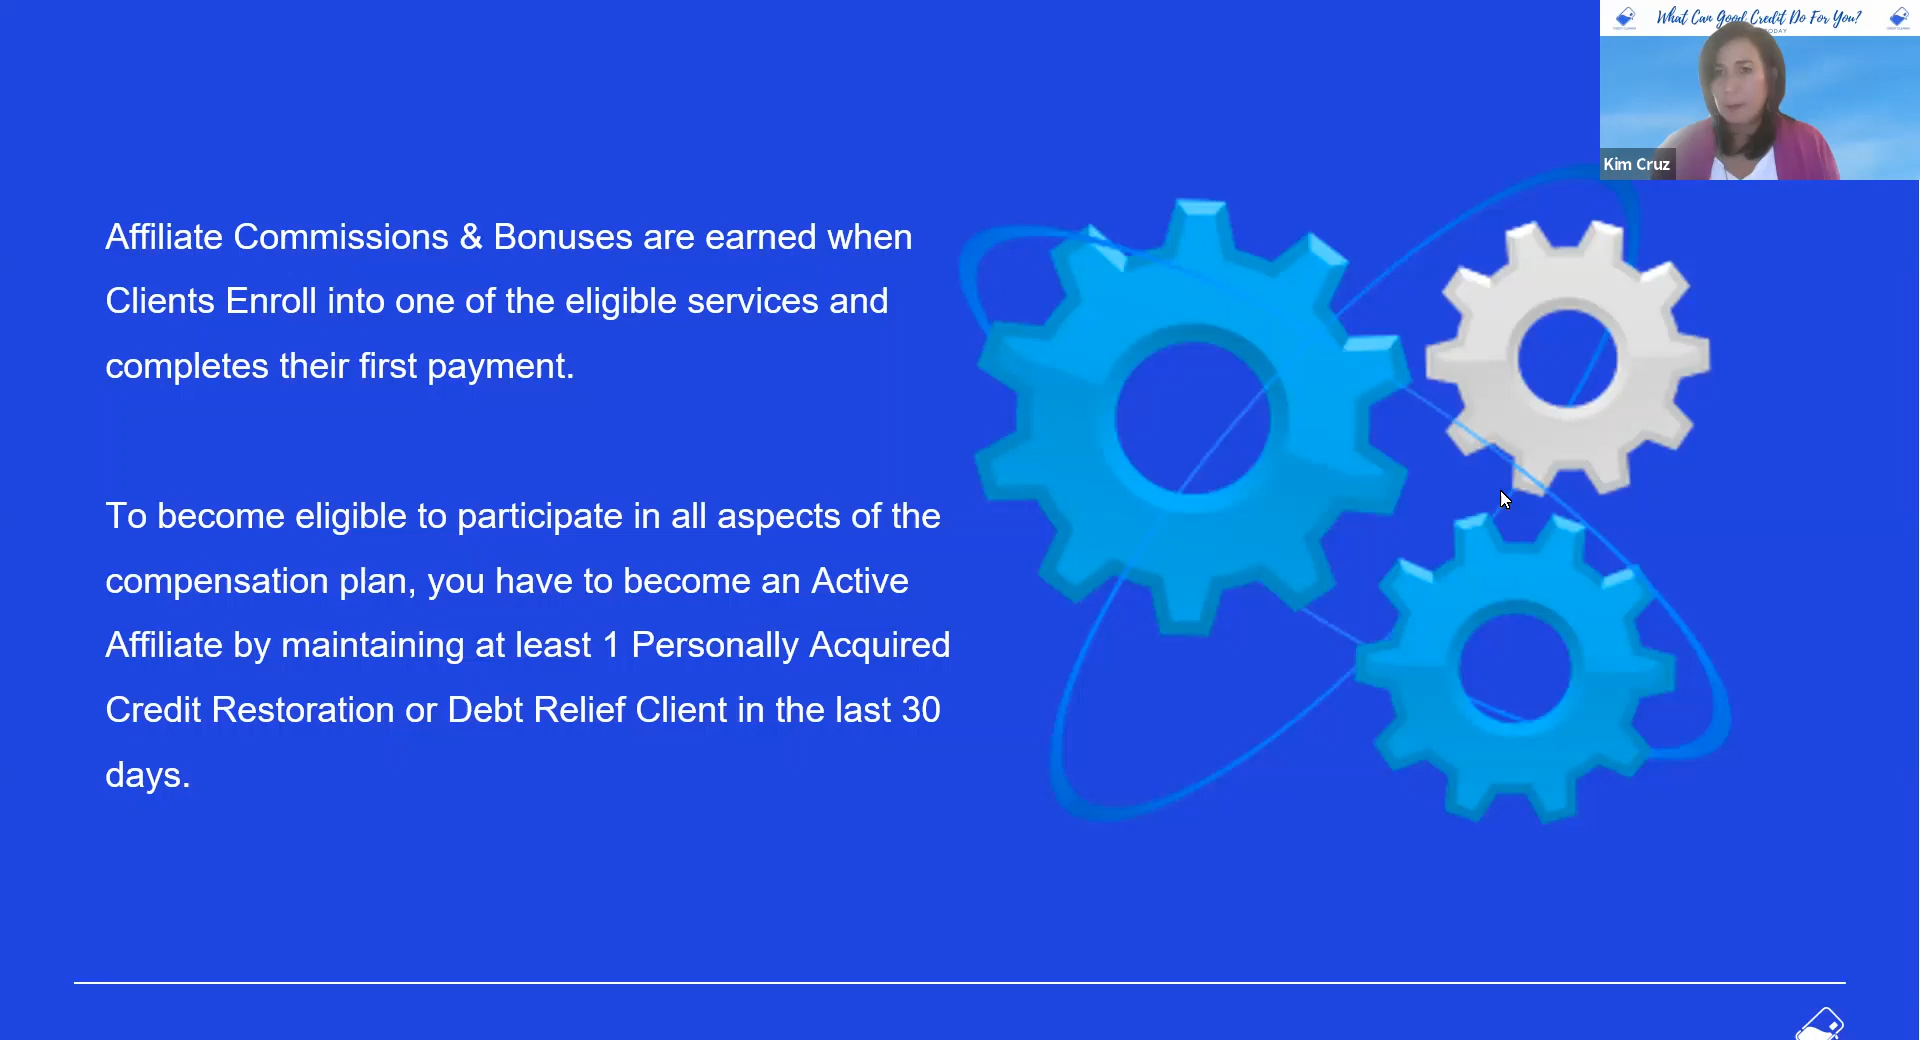 What Can Good Credit Do For You?
TODAY
Kim Cruz
Affiliate Commissions & Bonuses are earned when
Clients Enroll into one of the eligible services and
completes their first payment.
To become eligible to participate in all aspects of the
compensation plan, you have to become an Active
Affiliate by maintaining at least 1 Personally Acquired
Credit Restoration or Debt Relief Client in the last 30
days.